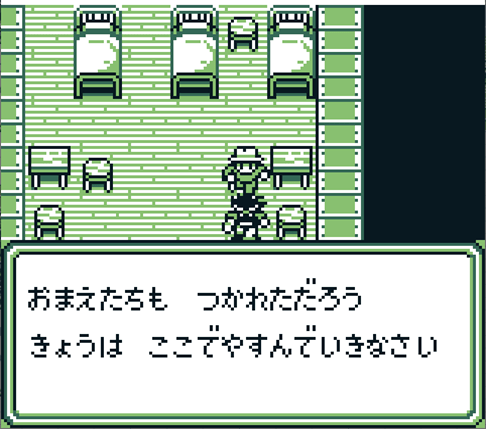 おまえたちも　つかれただろう
きょうは　ここでやすんでいきなさい